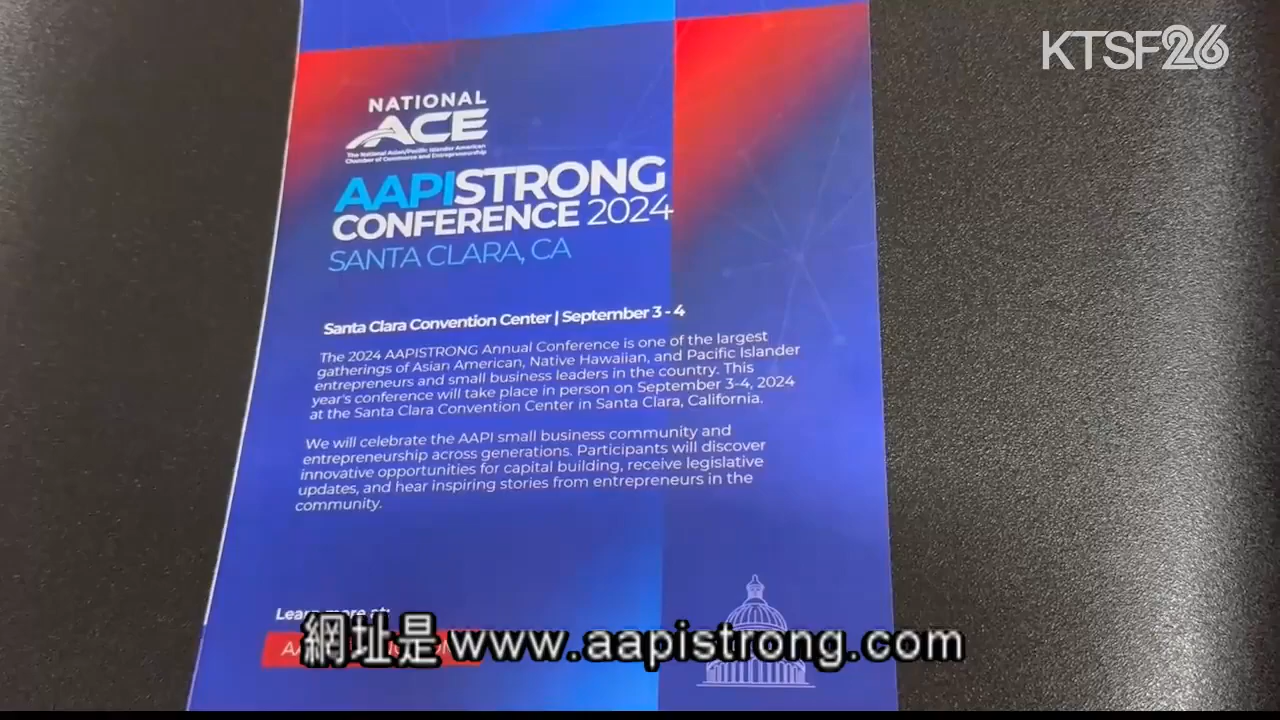 KTSF26
NATIONAL
ACE
The National Asian/Pacific Islander American
Chamber of Commerce and Entrepreneurship
AAPISTRONG
CONFERENCE 2024
SANTA CLARA, CA
Santa Clara Convention Center | September 3 - 4
The 2024 AAPISTRONG Annual Conference is one of the largest
gatherings of Asian American, Native Hawaiian, and Pacific Islander
entrepreneurs and small business leaders in the country. This
year's conference will take place in person on September 3-4, 2024
at the Santa Clara Convention Center in Santa Clara, California.
We will celebrate the AAPI small business community and
entrepreneurship across generations. Participants will discover
innovative opportunities for capital building, receive legislative
updates, and hear inspiring stories from entrepreneurs in the
community.
Learn more at:
網址是www.aapistrong.com